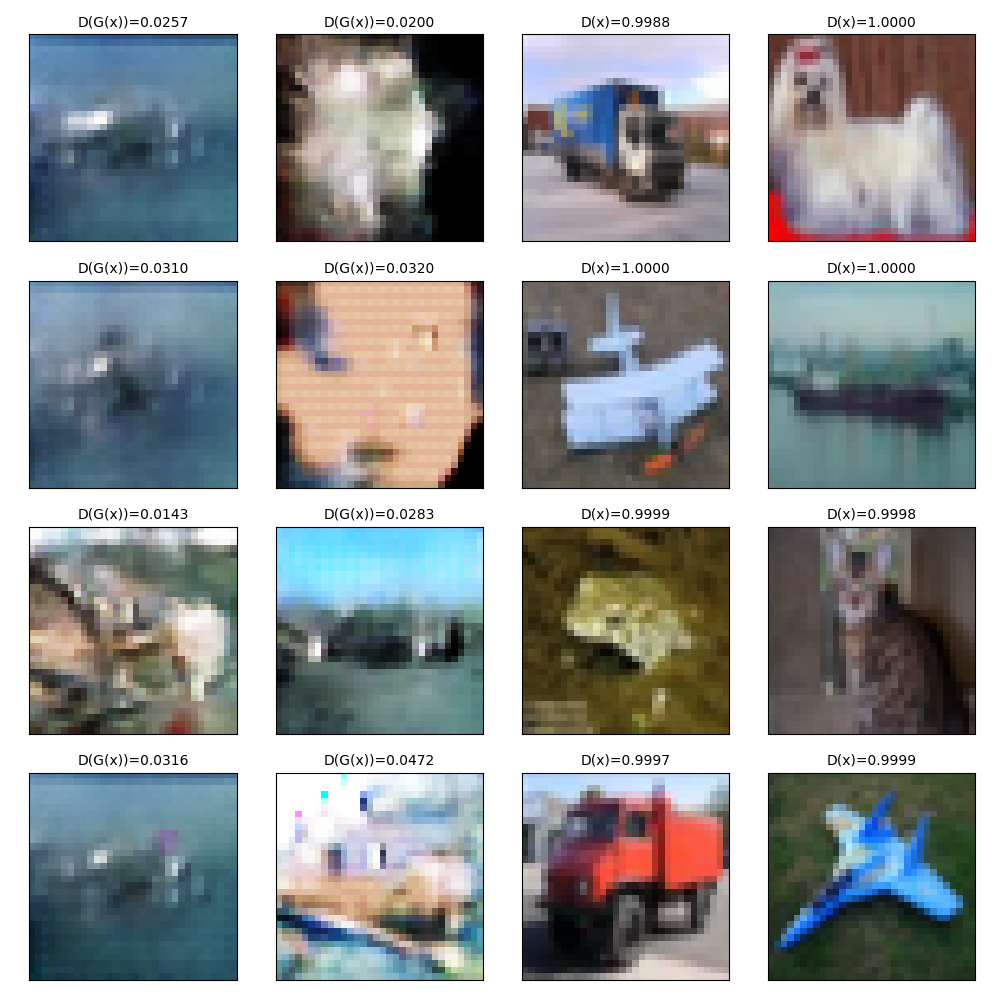 D(G(x))=0.0257 D(G(x))=0.0200 D(x)=0.9988 D(x)=1.0000
D(G(x))=0.0310 D(G(x))=0.0320 D(x)=1.0000 D(x)=1.0000
D(G(x))=0.0143 D(G(x))=0.0283 D(x)=0.9999 D(x)=0.9998
D(G(x))=0.0316 D(G(x))=0.0472 D(x)=0.9997 D(x)=0.9999